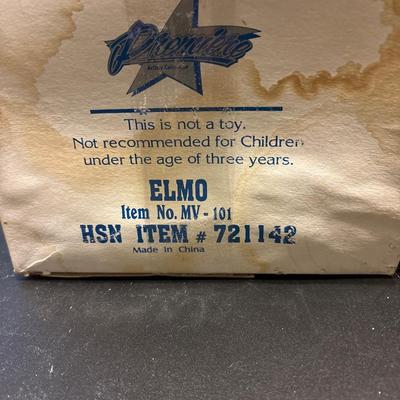 Premiere
This is not a toy.
Not recommended for Children
under the age of three years.
ELMO
Item No. MV - 101
HSN ITEM # 721142
Made in China